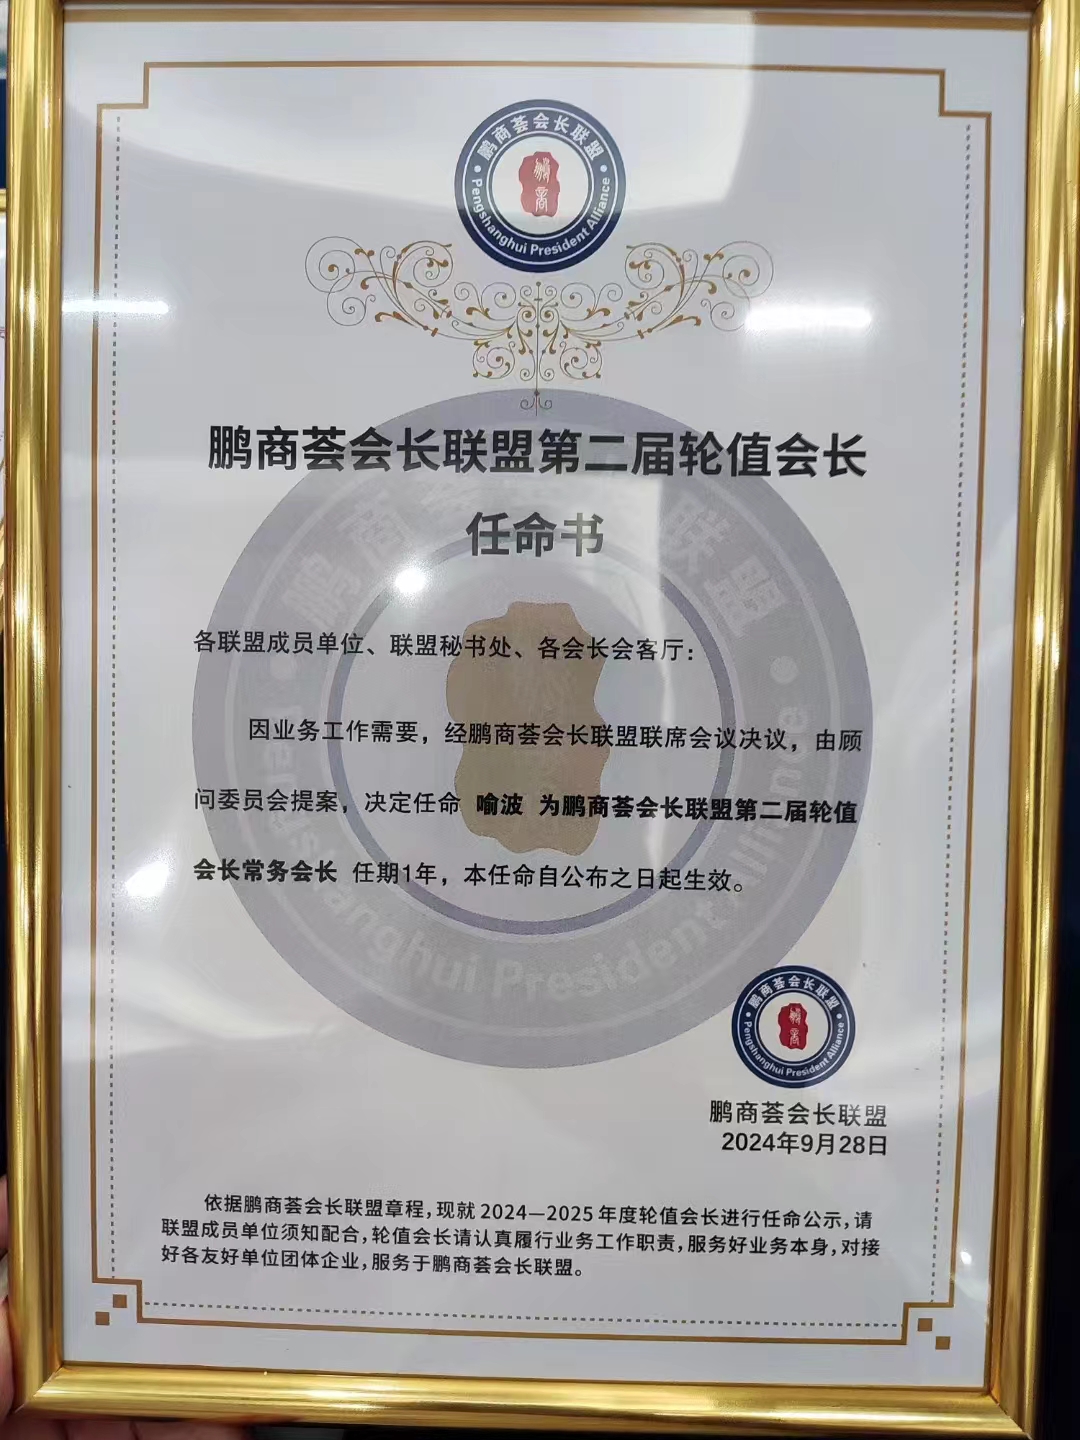 鹏商荟会长联盟
鹏商
Pengshanghui President Alliance
鹏商荟会长联盟第二届轮值会长
任命书
各联盟成员单位、联盟秘书处、各会长会客厅：
因业务工作需要，经鹏商荟会长联盟联席会议决议，由顾
问委员会提案，决定任命 喻波 为鹏商荟会长联盟第二届轮值
会长常务会长 任期1年，本任命自公布之日起生效。
鹏商荟会长联盟
鹏商
Pengshanghui President Alliance
鹏商荟会长联盟
2024年9月28日
依据鹏商荟会长联盟章程，现就 2024—2025 年度轮值会长进行任命公示，请
联盟成员单位须知配合，轮值会长请认真履行业务工作职责，服务好业务本身，对接
好各友好单位团体企业，服务于鹏商荟会长联盟。